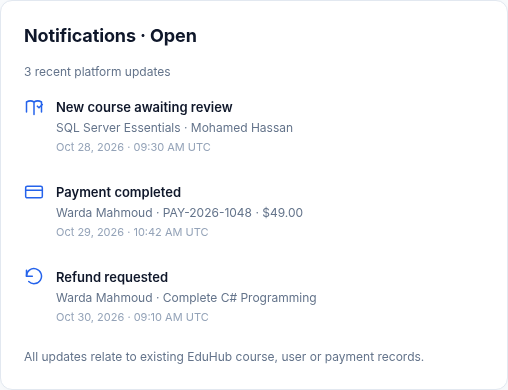 Notifications · Open
3 recent platform updates
New course awaiting review
SQL Server Essentials · Mohamed Hassan
Oct 28, 2026 · 09:30 AM UTC
Payment completed
Warda Mahmoud · PAY-2026-1048 · $49.00
Oct 29, 2026 · 10:42 AM UTC
Refund requested
Warda Mahmoud · Complete C# Programming
Oct 30, 2026 · 09:10 AM UTC
All updates relate to existing EduHub course, user or payment records.